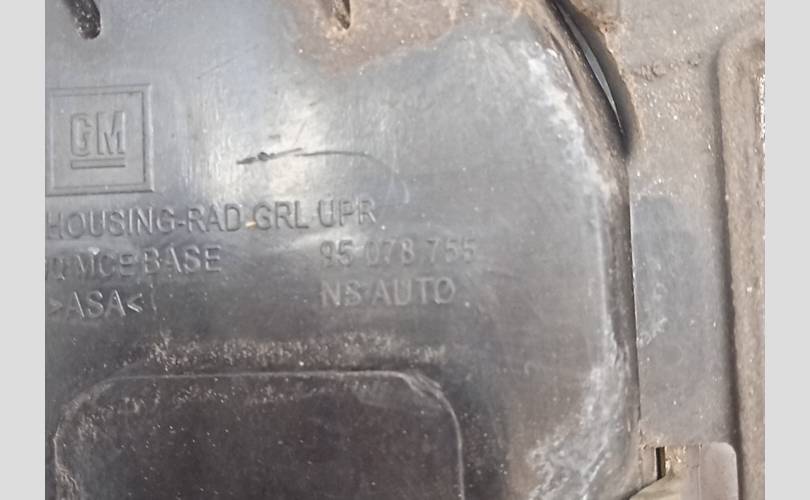 GM
HOUSING-RAD GRL UPR
MCE BASE 95 078 755
>ASA< NS AUTO